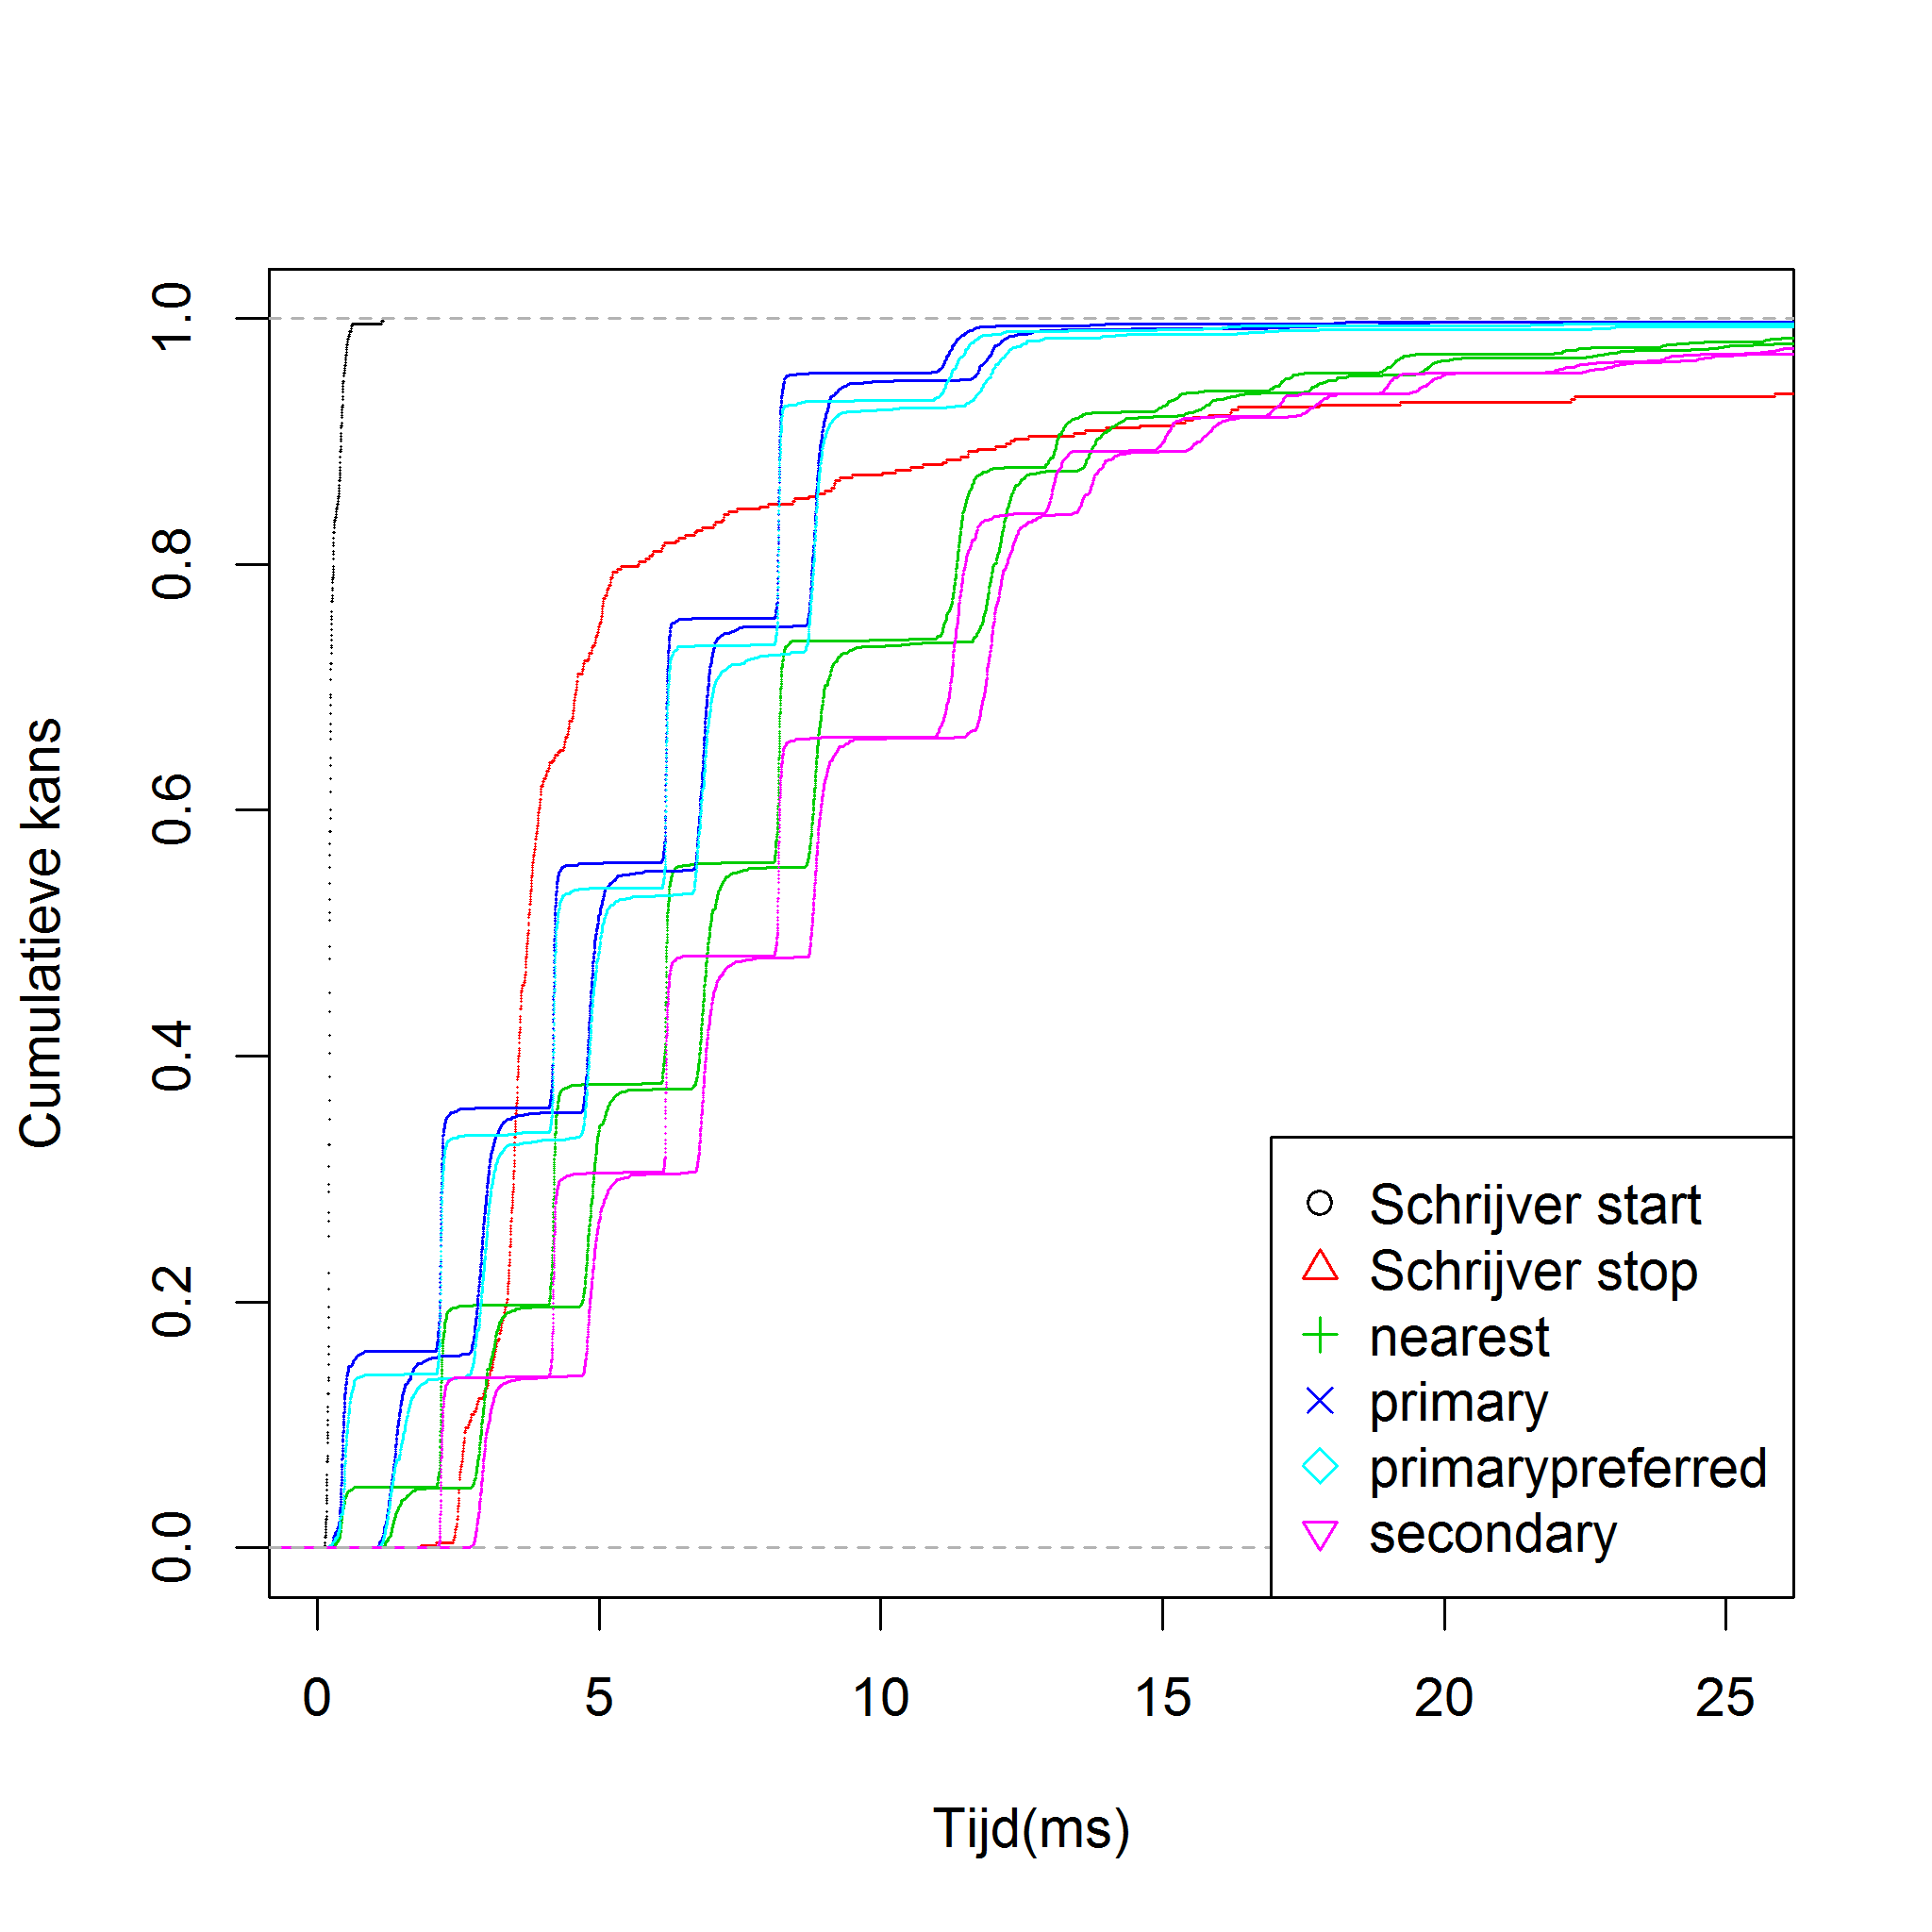 Cumulatieve kans
1.0
0.8
0.6
0.4
0.2
0.0
Schrijver start
Schrijver stop
nearest
primary
primarypreferred
secondary
0 5 10 15 20 25
Tijd(ms)